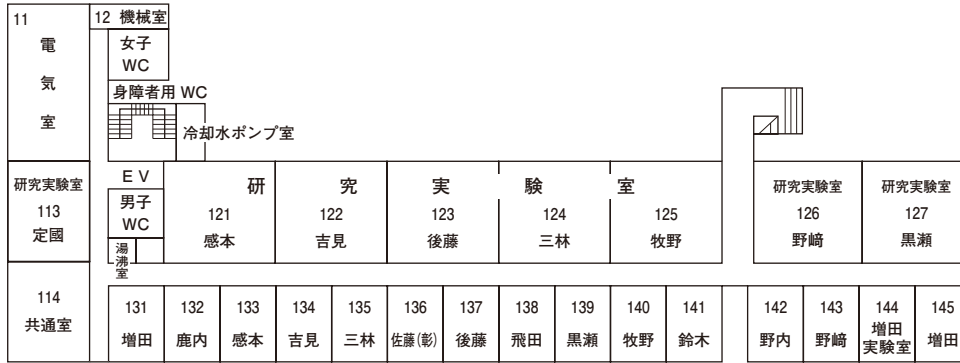 11
電
気
室
12 機械室
女子
WC
身障者用 WC
冷却水ポンプ室
研究実験室
113
定國
E V
男子
WC
湯沸室
研 究 実 験 室
121
感本
122
吉見
123
後藤
124
三林
125
牧野
研究実験室
126
野﨑
研究実験室
127
黒瀬
114
共通室
131
増田
132
鹿内
133
感本
134
吉見
135
三林
136
佐藤(彰)
137
後藤
138
飛田
139
黒瀬
140
牧野
141
鈴木
142
野内
143
野﨑
144
増田
実験室
145
増田